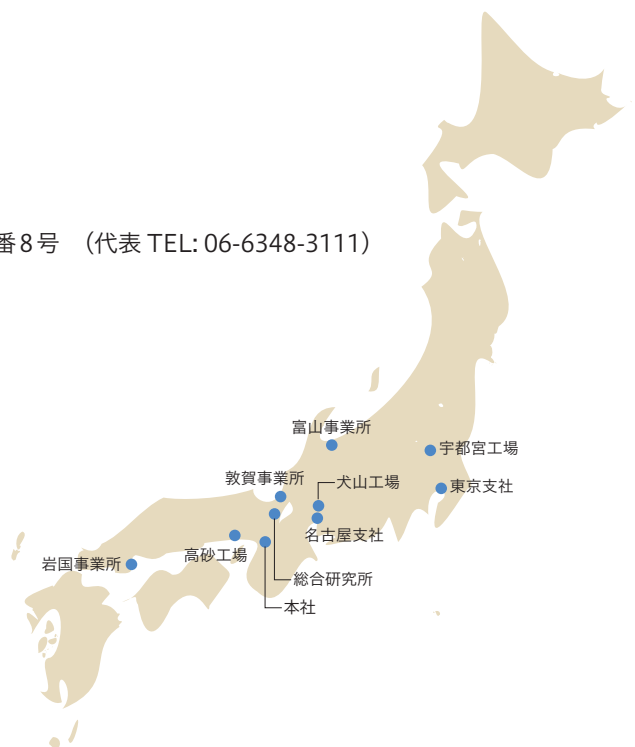 番8号 （代表 TEL: 06-6348-3111）
富山事業所
宇都宮工場
敦賀事業所
犬山工場
東京支社
名古屋支社
高砂工場
岩国事業所
総合研究所
本社